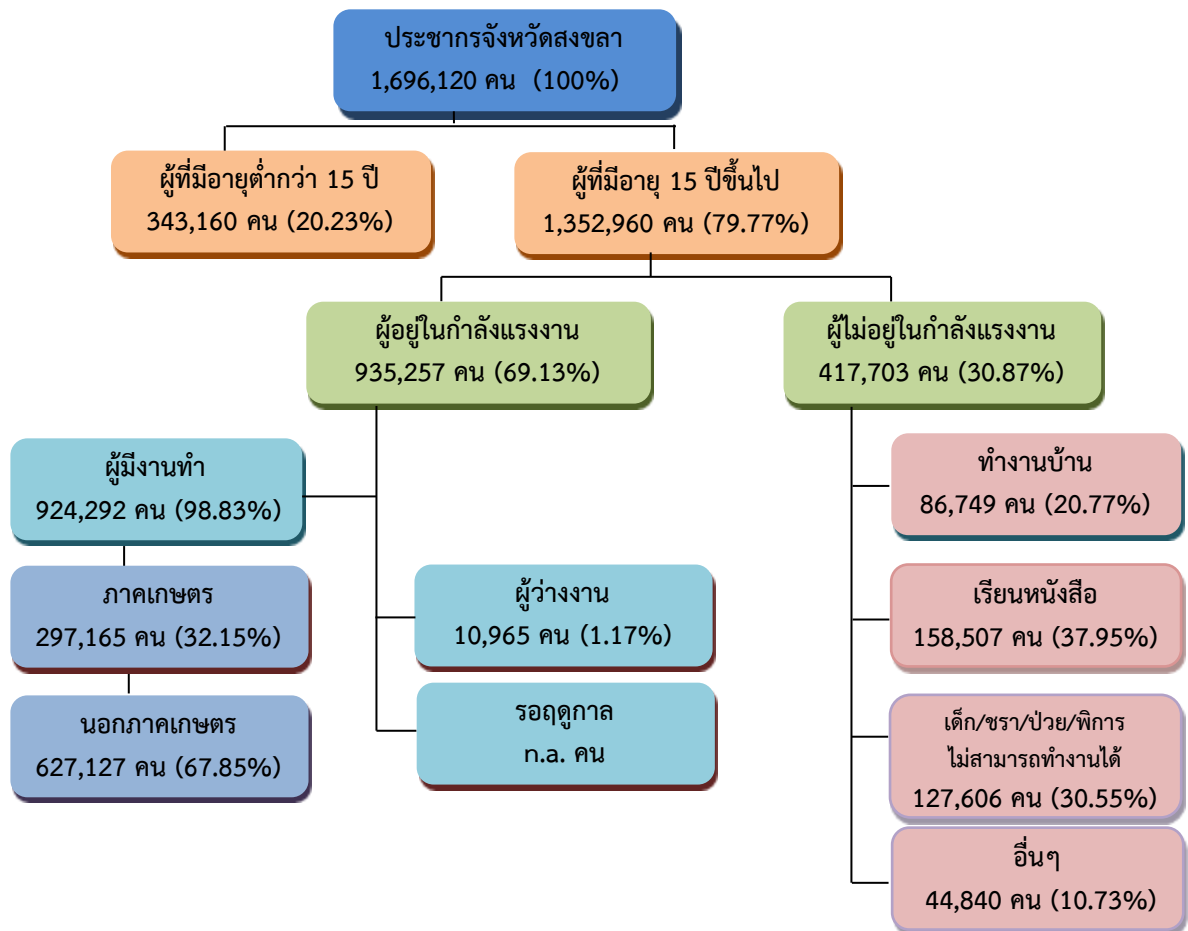 ประชากรจังหวัดสงขลา
1,696,120 คน (100%)
ผู้ที่มีอายุต่ำกว่า 15 ปี
343,160 คน (20.23%)
ผู้ที่มีอายุ 15 ปีขึ้นไป
1,352,960 คน (79.77%)
ผู้อยู่ในกำลังแรงงาน
935,257 คน (69.13%)
ผู้ไม่อยู่ในกำลังแรงงาน
417,703 คน (30.87%)
ผู้มีงานทำ
924,292 คน (98.83%)
ภาคเกษตร
297,165 คน (32.15%)
นอกภาคเกษตร
627,127 คน (67.85%)
ผู้ว่างงาน
10,965 คน (1.17%)
รอฤดูกาล
n.a. คน
ทำงานบ้าน
86,749 คน (20.77%)
เรียนหนังสือ
158,507 คน (37.95%)
เด็ก/ชรา/ป่วย/พิการ
ไม่สามารถทำงานได้
127,606 คน (30.55%)
อื่นๆ
44,840 คน (10.73%)